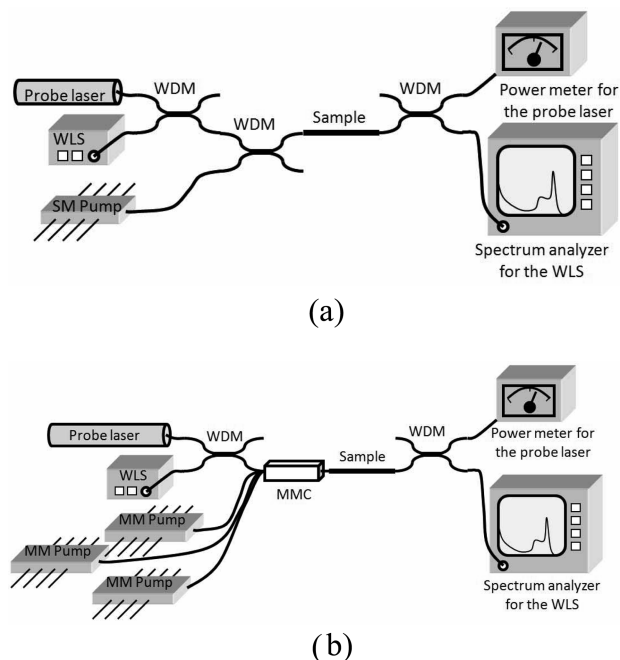 WDM
Probe laser
WDM
Sample
WDM
Power meter for
the probe laser
WLS
SM Pump
Spectrum analyzer
for the WLS
(a)
Probe laser
WDM
Sample
WDM
Power meter for
the probe laser
WLS
MMC
MM Pump
MM Pump
MM Pump
Spectrum analyzer
for the WLS
(b)